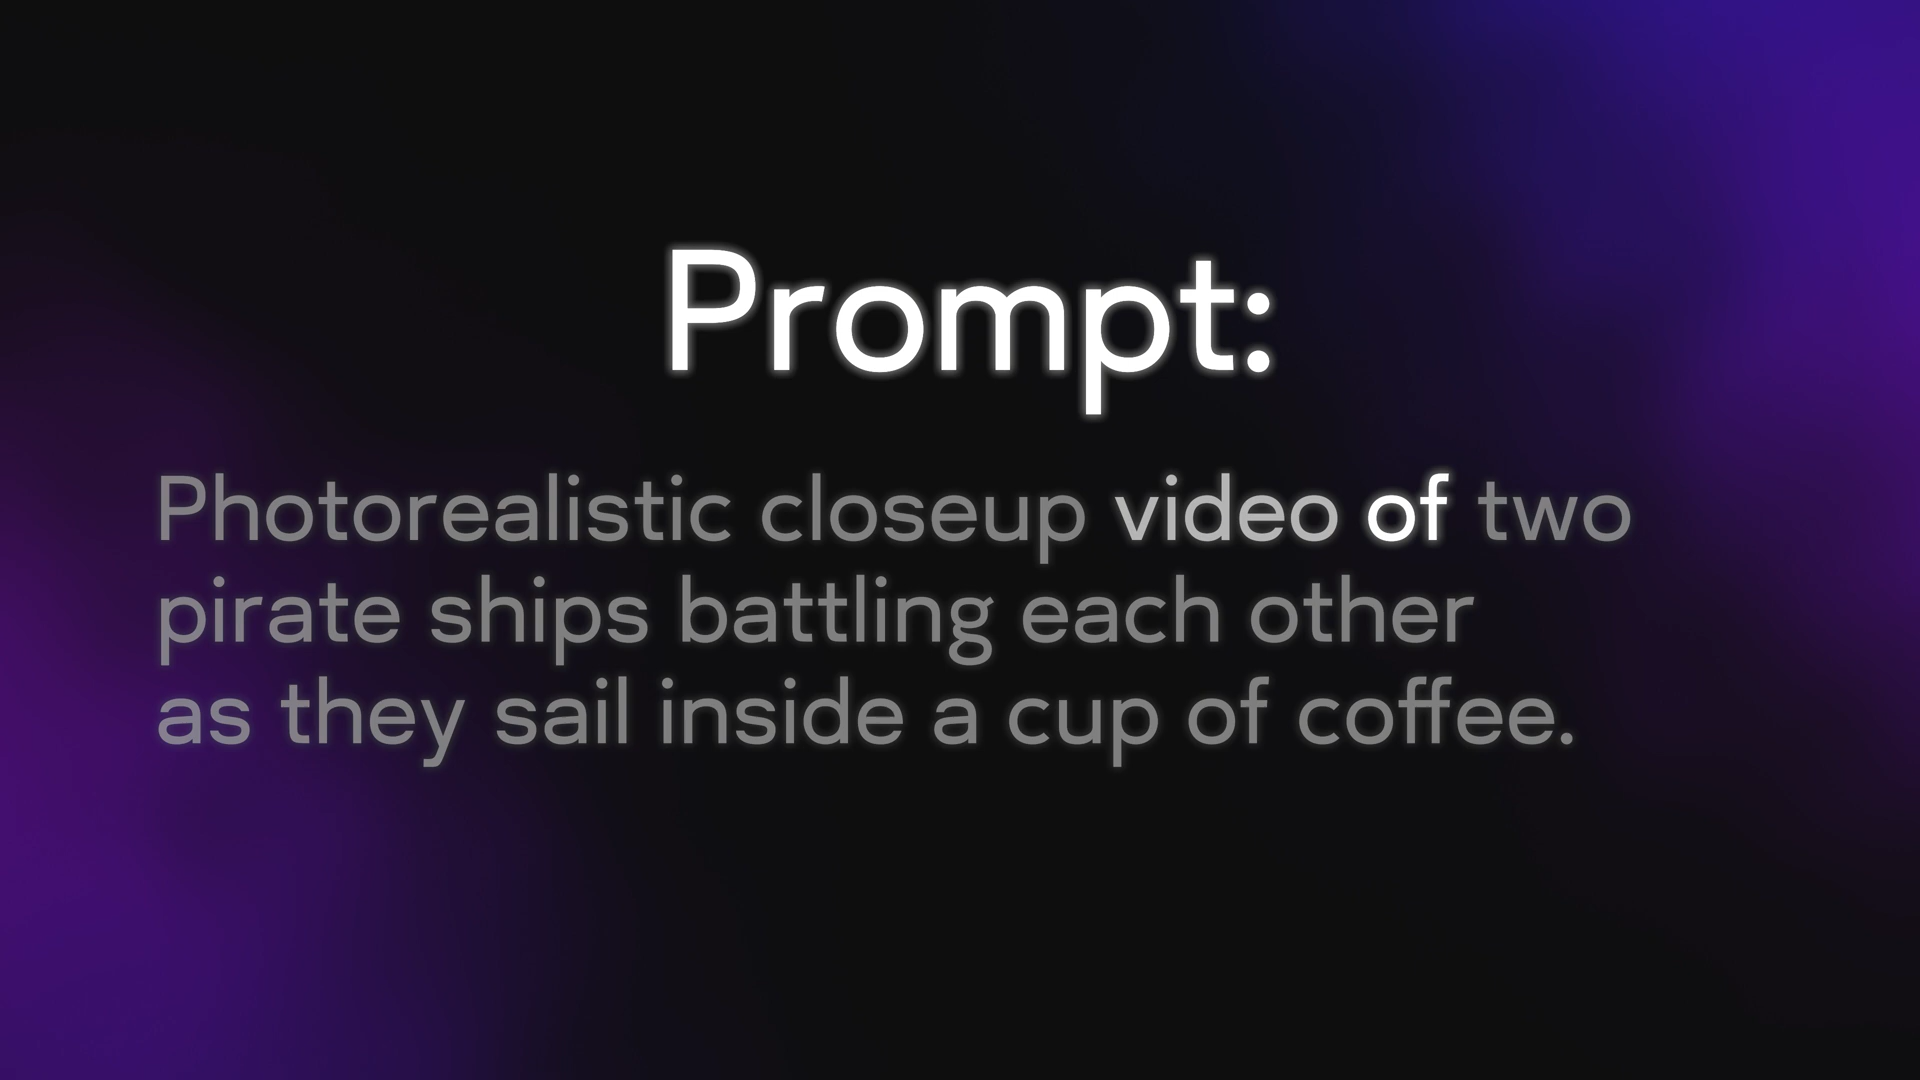 Prompt:
Photorealistic closeup video of two
pirate ships battling each other
as they sail inside a cup of coffee.